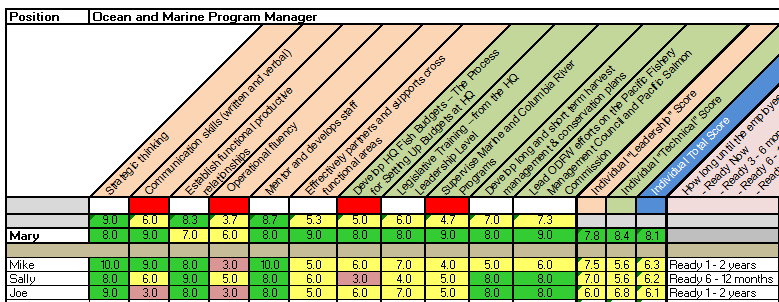 Position Ocean and Marine Program Manager
Strategic thinking
Communication skills (written and verbal)
Establish functional productive
relationships
Operational fluency
Mentor and develops staff
Effectively partners and supports cross
functional areas
Develop HQ Fish Budgets - The Process
for Setting Up Budgets at HQ
Legislative Training - from the HQ
Leadership Level
Supervise Marine and Columbia River
Programs
Develop long and short term harvest
management & conservation plans
Lead ODFW efforts on the Pacific Fishery
Management Council and Pacific Salmon
Commission
Individual "Leadership" Score
Individual "Technical" Score
Individual Total Score
How long until the employee
- Ready Now
- Ready 3 - 6
- Ready 6 -
- Ready
9.0 6.0 8.3 3.7 8.7 5.3 5.0 6.0 4.7 7.0 7.3
Mary 8.0 9.0 7.0 6.0 8.0 9.0 8.0 8.0 9.0 8.0 9.0 7.8 8.4 8.1
Mike 10.0 9.0 8.0 3.0 10.0 5.0 6.0 7.0 4.0 5.0 6.0 7.5 5.6 6.3 Ready 1 - 2 years
Sally 8.0 6.0 9.0 5.0 8.0 6.0 3.0 6.0 5.0 8.0 8.0 7.0 5.6 6.2 Ready 6 - 12 months
Joe 9.0 3.0 8.0 3.0 8.0 5.0 6.0 5.0 5.0 8.0 8.0 6.0 6.8 6.1 Ready 1 - 2 years